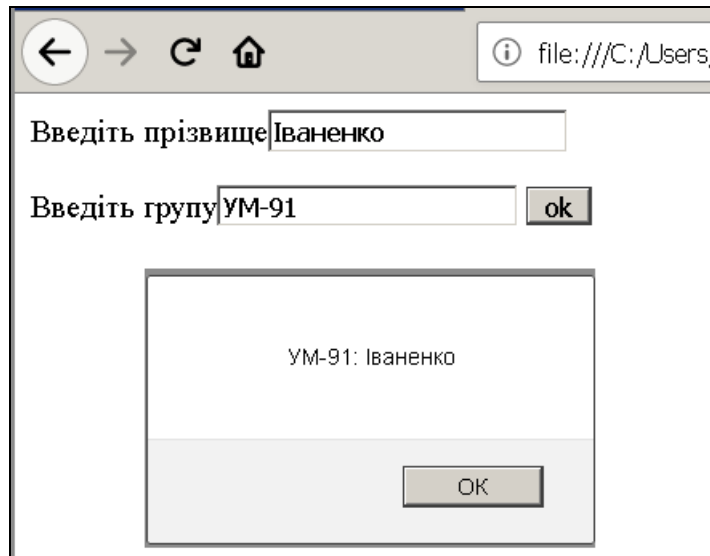 file:///C:/Users/
Введіть прізвище Іваненко
Введіть групу УМ-91 ok
УМ-91: Іваненко
OK